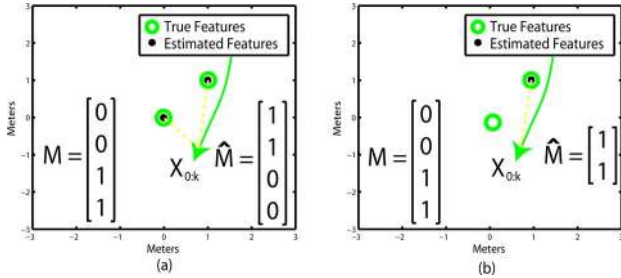 True Features
Estimated Features
Meters
3
2
1
0
−1
−2
−3
M = [0 0 1 1]
X0:k
M̂ = [1 1 0 0]
−3 −2 −1 0 1 2 3
Meters
(a)
True Features
Estimated Features
Meters
3
2
1
0
−1
−2
−3
M = [0 0 1 1]
X0:k
M̂ = [1 1]
−3 −2 −1 0 1 2 3
Meters
(b)